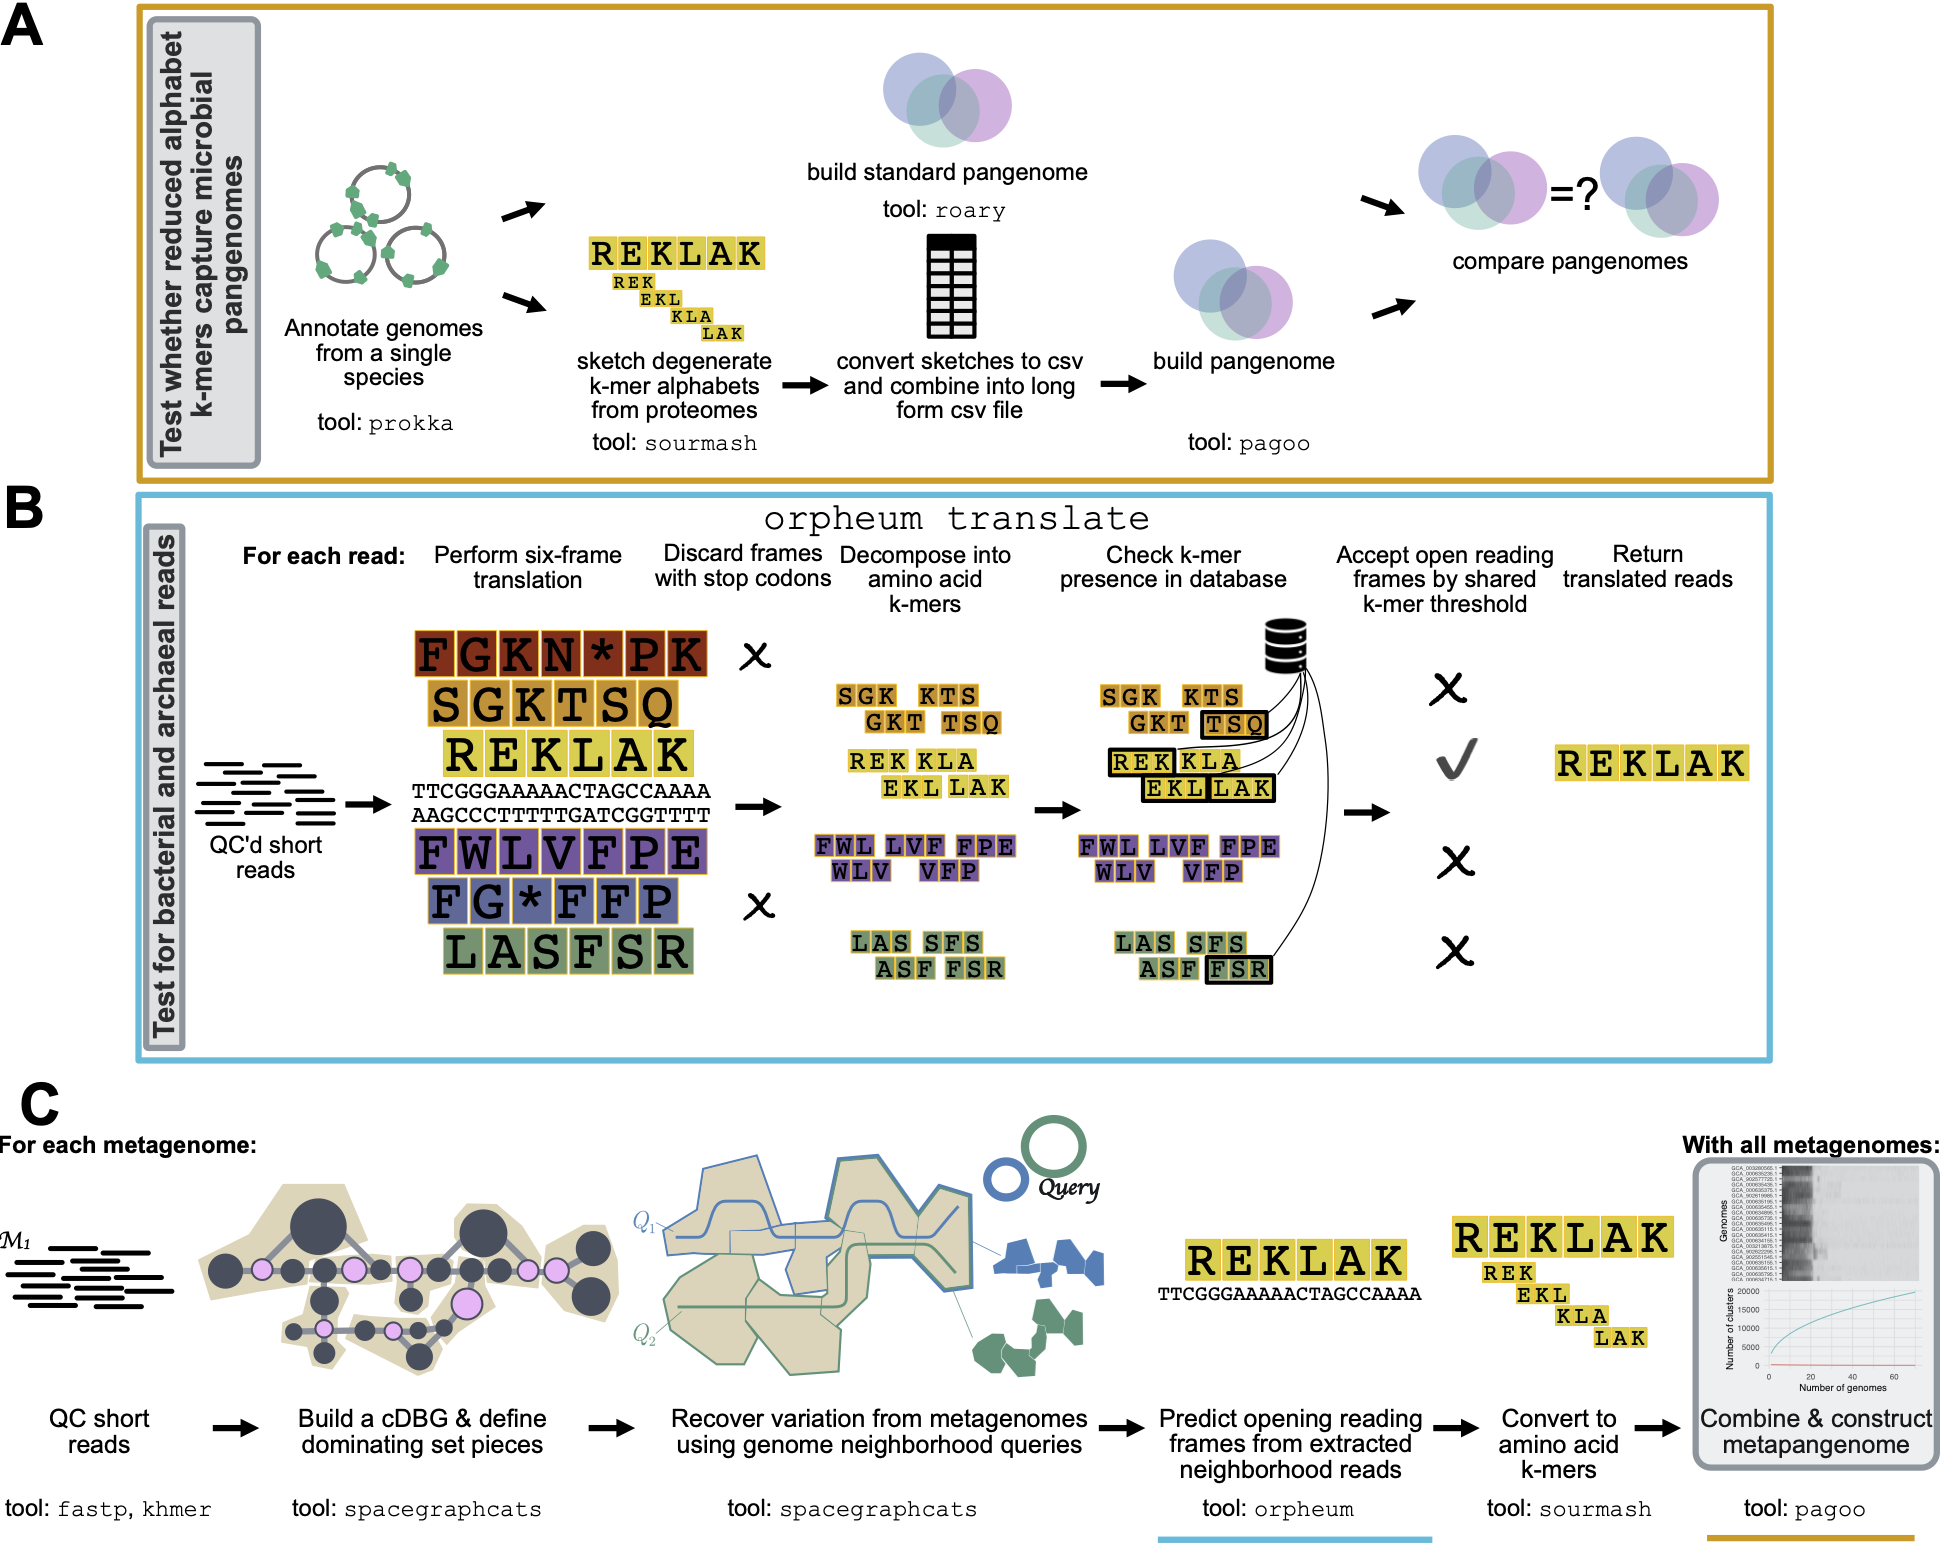 A
Test whether reduced alphabet
k-mers capture microbial
pangenomes
Annotate genomes
from a single
species
tool: prokka
build standard pangenome
tool: roary
REKLAK
REK
EKL
KLA
LAK
sketch degenerate
k-mer alphabets
from proteomes
tool: sourmash
convert sketches to csv
and combine into long
form csv file
build pangenome
tool: pagoo
=?
compare pangenomes
B
Test for bacterial and archaeal reads
orpheum translate
For each read:
Perform six-frame
translation
Discard frames
with stop codons
Decompose into
amino acid
k-mers
Check k-mer
presence in database
Accept open reading
frames by shared
k-mer threshold
Return
translated reads
QC'd short
reads
FGKN*PK
SGKTSQ
REKLAK
TTCGGGAAAAACTAGCCAAAA
AAGCCCTTTTTGATCGGTTTT
FWLVFPE
FG*FFP
LASFSR
SGK KTS
GKT TSQ
REK KLA
EKL LAK
FWL LVF FPE
WLV VFP
LAS SFS
ASF FSR
SGK KTS
GKT TSQ
REK KLA
EKL LAK
FWL LVF FPE
WLV VFP
LAS SFS
ASF FSR
REKLAK
C
For each metagenome:
M1
QC short
reads
tool: fastp, khmer
Build a cDBG & define
dominating set pieces
tool: spacegraphcats
Query
Q1
Q2
Recover variation from metagenomes
using genome neighborhood queries
tool: spacegraphcats
REKLAK
TTCGGGAAAAACTAGCCAAAA
Predict opening reading
frames from extracted
neighborhood reads
tool: orpheum
REKLAK
REK
EKL
KLA
LAK
Convert to
amino acid
k-mers
tool: sourmash
With all metagenomes:
Genomes
Number of clusters
20000
15000
10000
5000
0
0 20 40 60
Number of genomes
Combine & construct
metapangenome
tool: pagoo